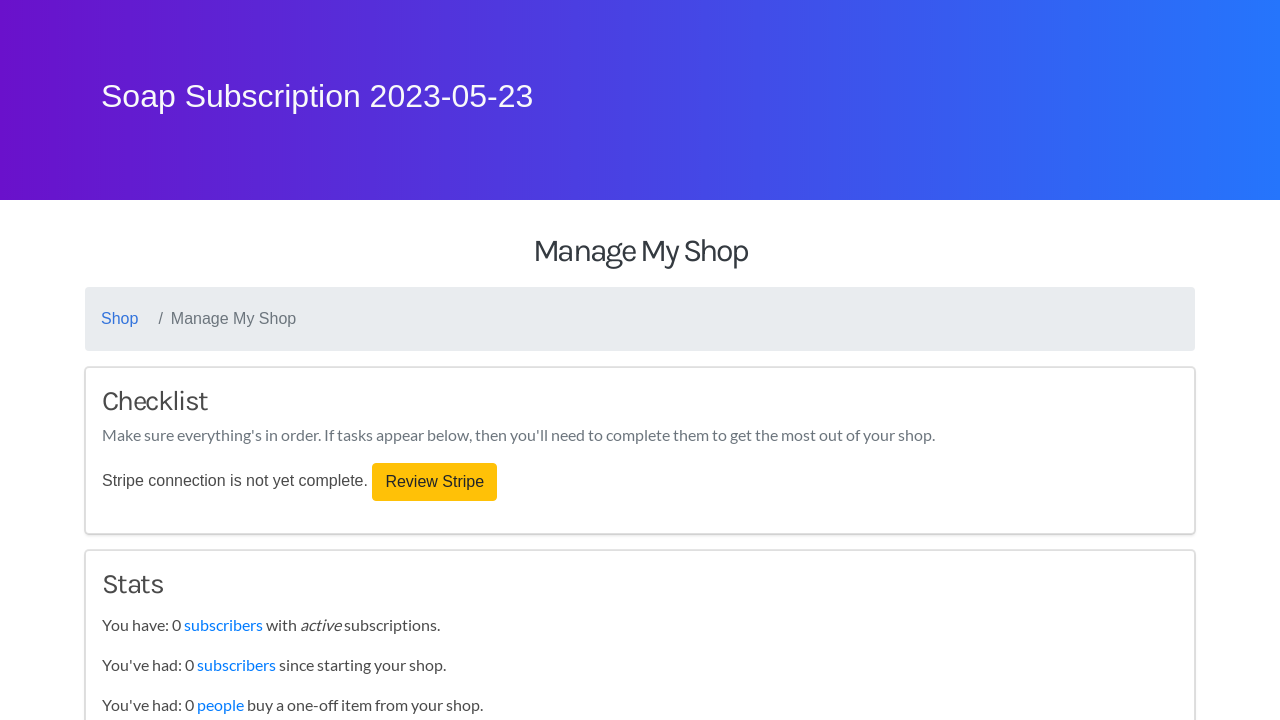 Soap Subscription 2023-05-23
Manage My Shop
Shop / Manage My Shop
Checklist
Make sure everything's in order. If tasks appear below, then you'll need to complete them to get the most out of your shop.
Stripe connection is not yet complete. Review Stripe
Stats
You have: 0 subscribers with active subscriptions.
You've had: 0 subscribers since starting your shop.
You've had: 0 people buy a one-off item from your shop.